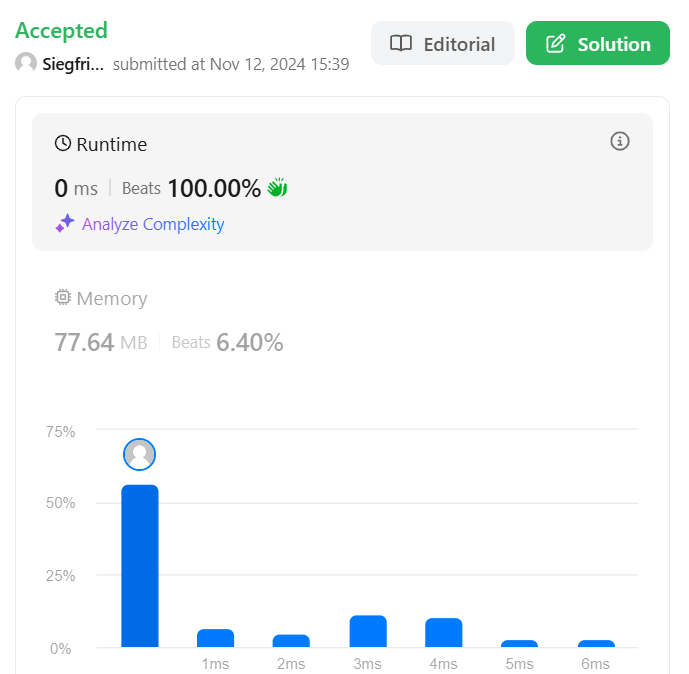 Accepted
Editorial
Solution
Siegfri... submitted at Nov 12, 2024 15:39
Runtime
0 ms Beats 100.00%
Analyze Complexity
Memory
77.64 MB Beats 6.40%
75%
50%
25%
0%
1ms 2ms 3ms 4ms 5ms 6ms